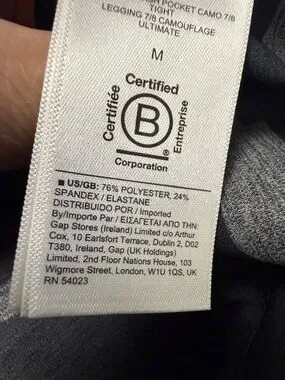 POCKET CAMO 7/8
TIGHT
LEGGING 7/8 CAMOUFLAGE
ULTIMATE
M
Certified
Certifiée
B
Entreprise
®
Corporation
■ US/GB: 76% POLYESTER, 24%
SPANDEX / ELASTANE
DISTRIBUIDO POR / Imported
By/Importe Par / ΕΙΣΑΓΕΤΑΙ ΑΠΟ ΤΗΝ:
Gap Stores (Ireland) Limited c/o Arthur
Cox, 10 Earlsfort Terrace, Dublin 2, D02
T380, Ireland, Gap (UK Holdings)
Limited, 2nd Floor Nations House, 103
Wigmore Street, London, W1U 1QS, UK
RN 54023